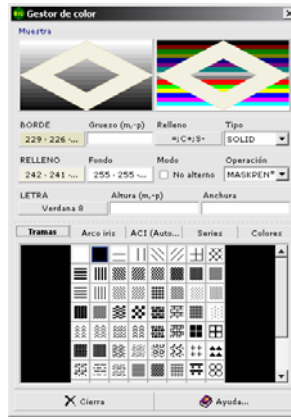 Gestor de color
Muestra
BORDE Grueso (m,-p) Relleno Tipo
229 - 226 -... =;C+;S- SOLID
RELLENO Fondo Modo Operación
242 - 241 -... 255 - 255 -... No alterno MASKPEN*
LETRA Altura (m,-p) Anchura
Verdana 8
Tramas Arco iris ACI (Auto... Series Colores
Cierra Ayuda...